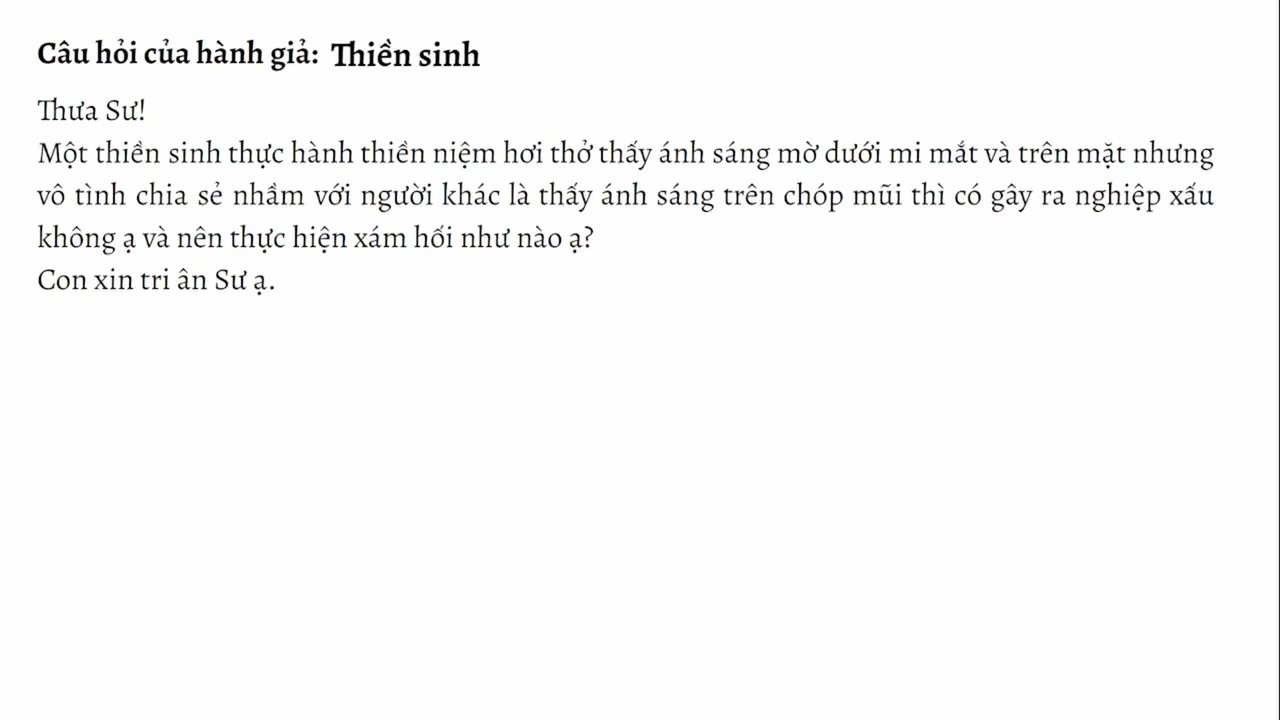 Câu hỏi của hành giả: Thiền sinh
Thưa Sư!
Một thiền sinh thực hành thiền niệm hơi thở thấy ánh sáng mờ dưới mi mắt và trên mặt nhưng
vô tình chia sẻ nhầm với người khác là thấy ánh sáng trên chóp mũi thì có gây ra nghiệp xấu
không ạ và nên thực hiện xám hối như nào ạ?
Con xin tri ân Sư ạ.